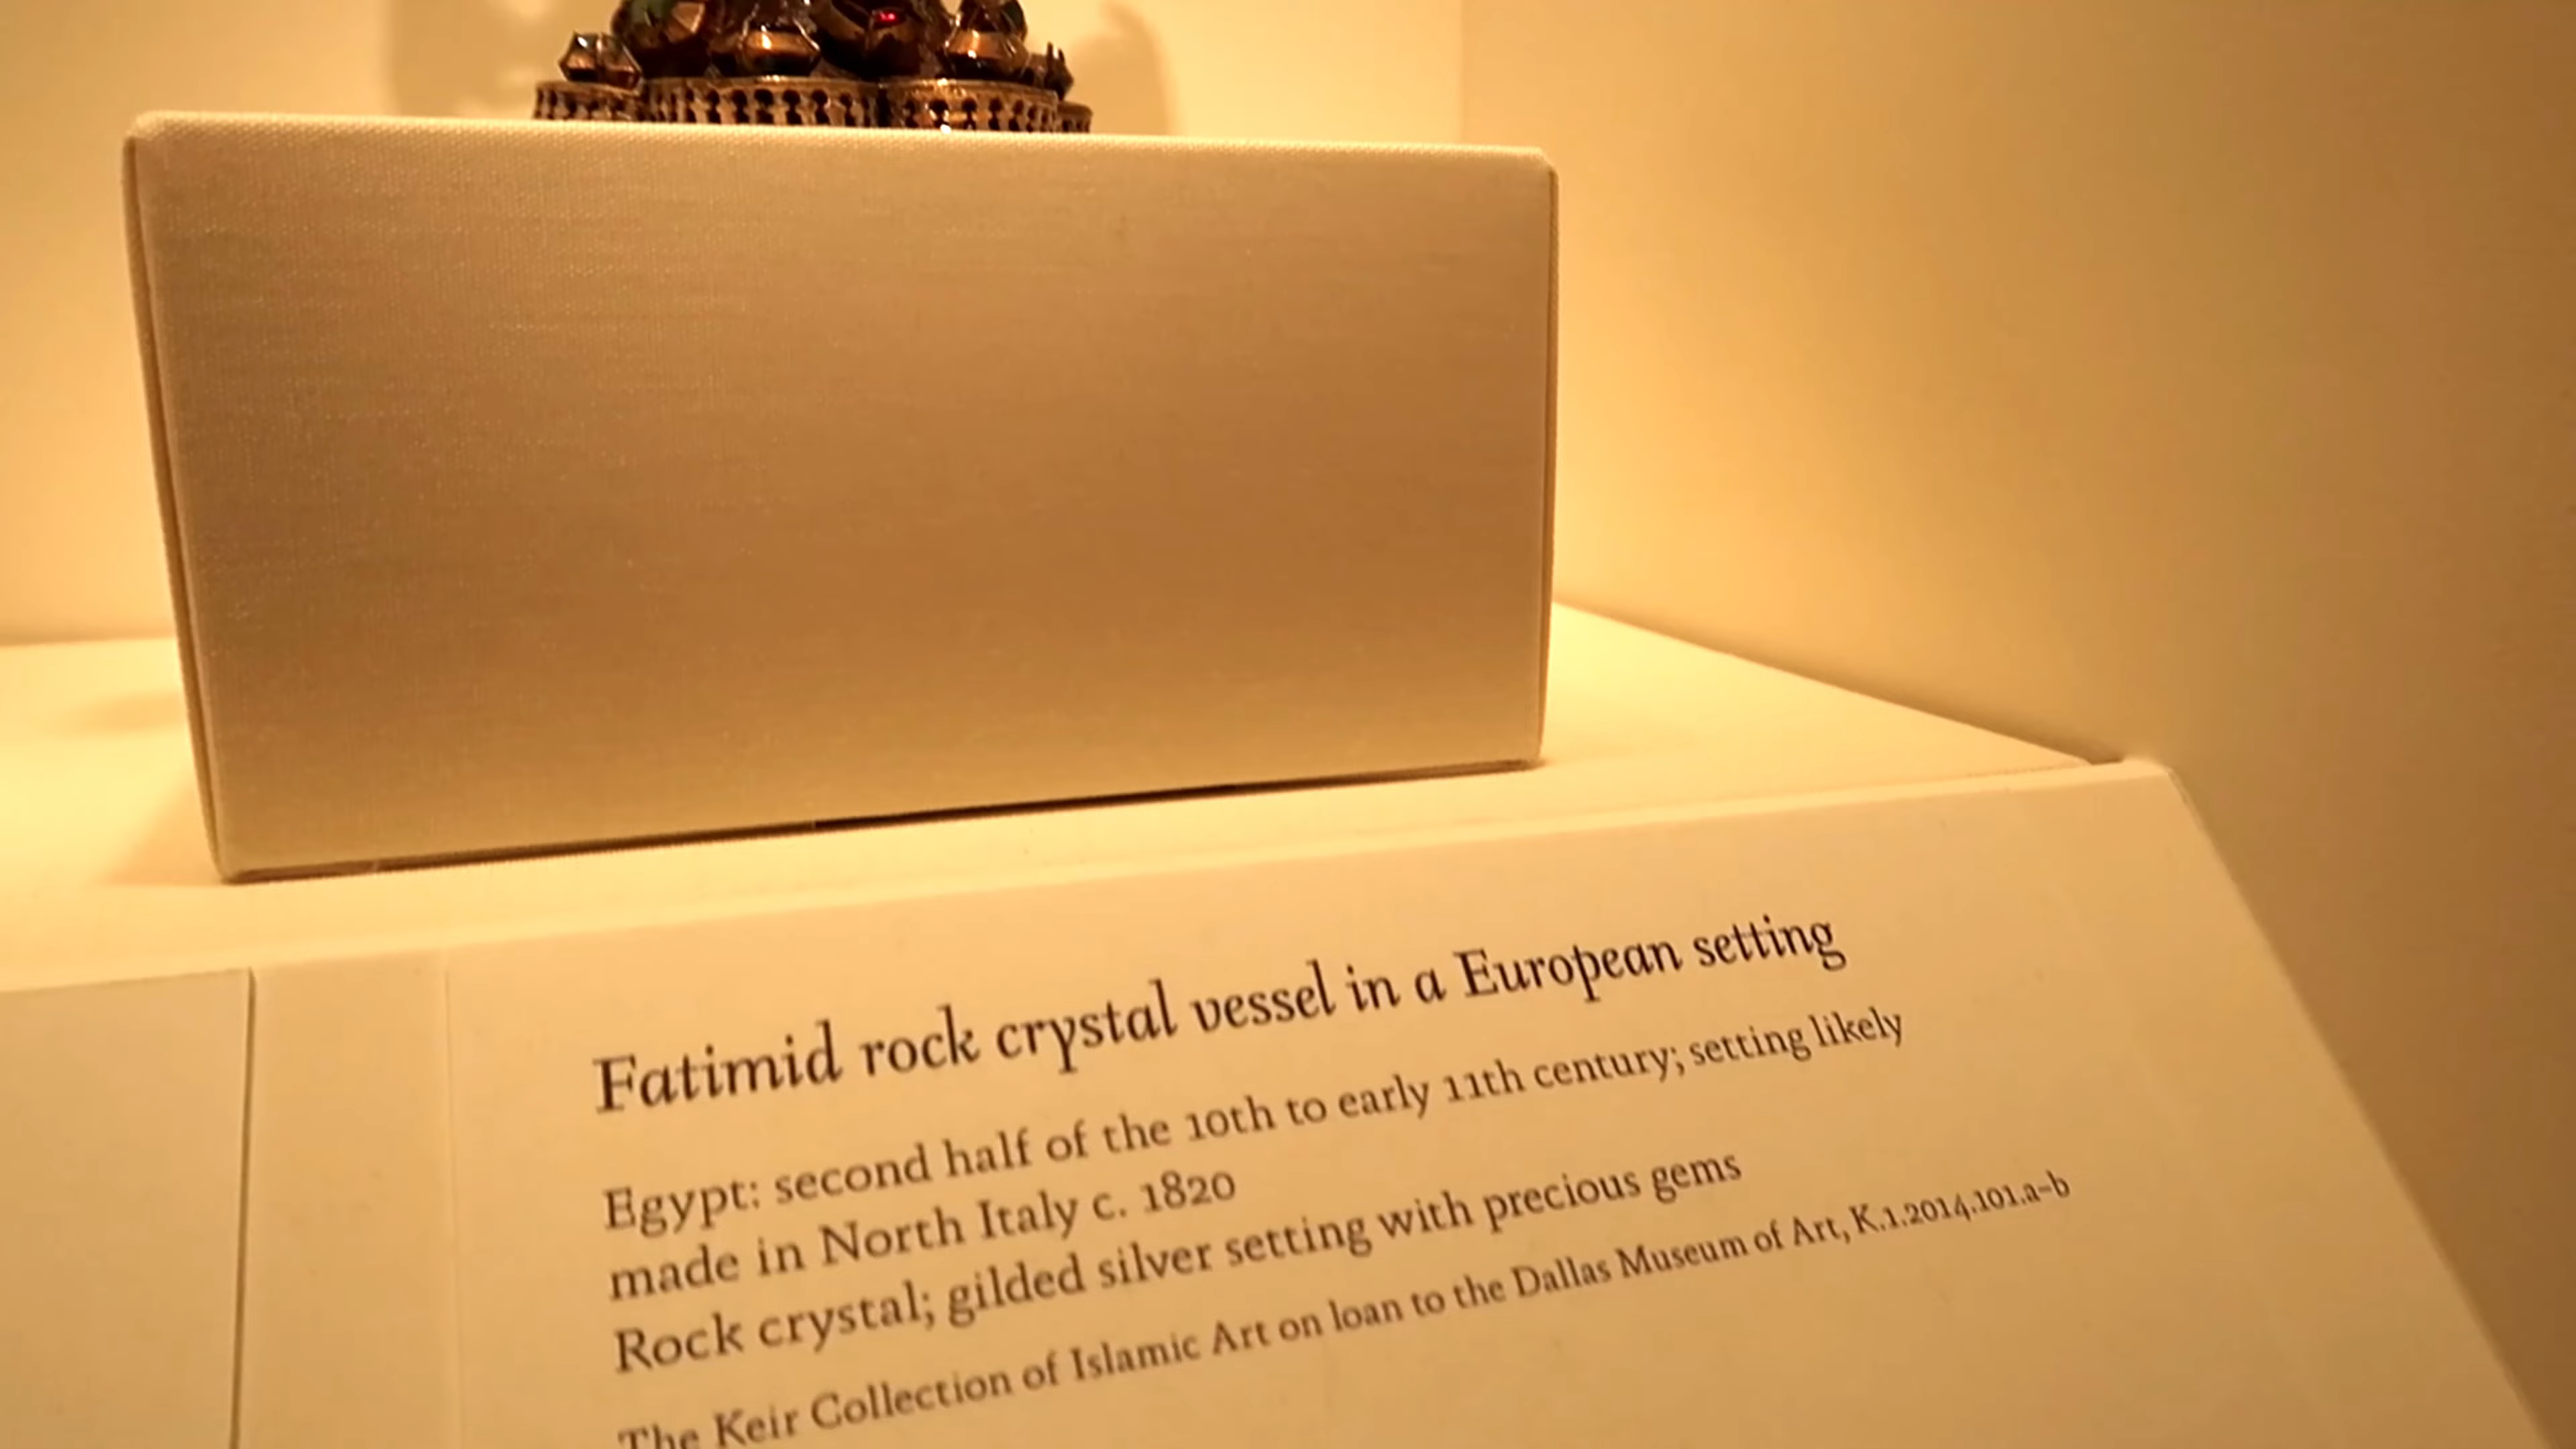 Fatimid rock crystal vessel in a European setting
Egypt: second half of the 10th to early 11th century; setting likely
made in North Italy c. 1820
Rock crystal; gilded silver setting with precious gems
The Keir Collection of Islamic Art on loan to the Dallas Museum of Art, K.1.2014.101.a–b